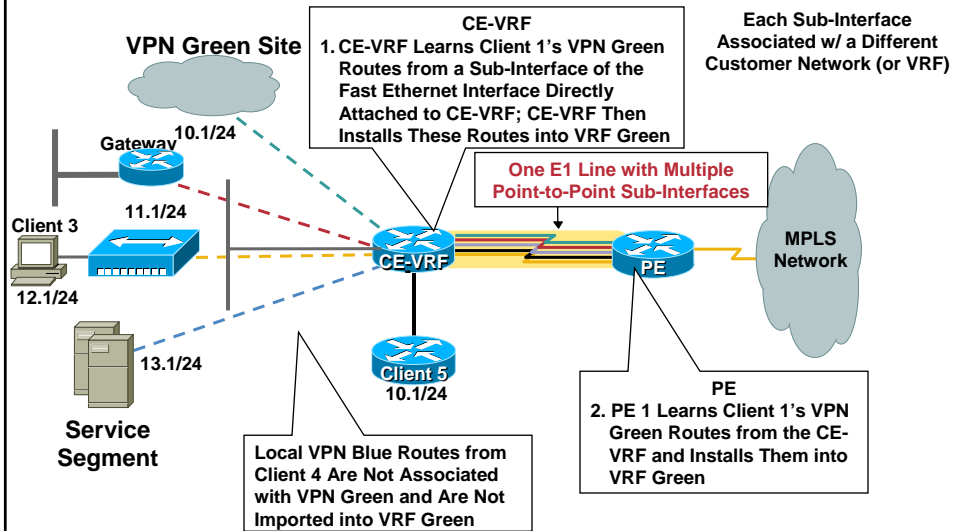 CE-VRF
1. CE-VRF Learns Client 1's VPN Green
Routes from a Sub-Interface of the
Fast Ethernet Interface Directly
Attached to CE-VRF; CE-VRF Then
Installs These Routes into VRF Green
Each Sub-Interface
Associated w/ a Different
Customer Network (or VRF)
VPN Green Site
10.1/24
Gateway
One E1 Line with Multiple
Point-to-Point Sub-Interfaces
11.1/24
Client 3
12.1/24
CE-VRF
PE
MPLS
Network
13.1/24
Client 5
10.1/24
Service
Segment
Local VPN Blue Routes from
Client 4 Are Not Associated
with VPN Green and Are Not
Imported into VRF Green
PE
2. PE 1 Learns Client 1's VPN
Green Routes from the CE-
VRF and Installs Them into
VRF Green